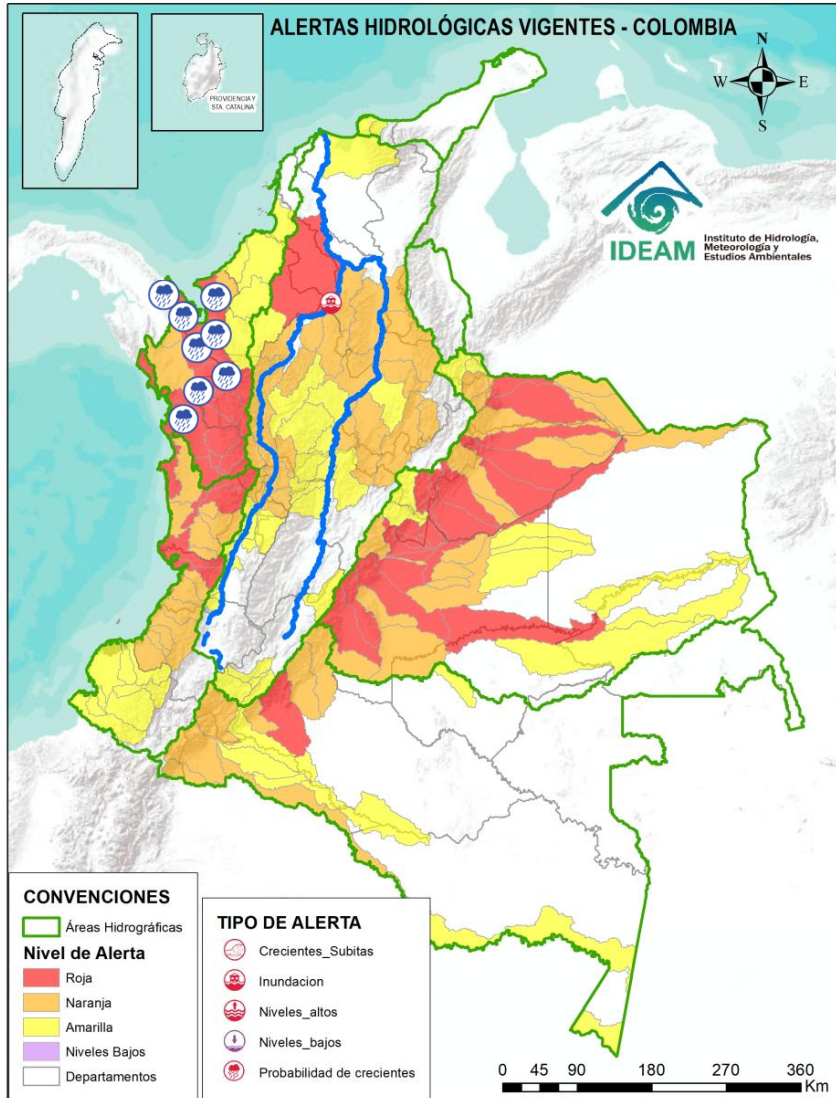 ALERTAS HIDROLÓGICAS VIGENTES - COLOMBIA
N
W
E
S
PROVIDENCIA Y
STA. CATALINA
IDEAM
Instituto de Hidrología,
Meteorología y
Estudios Ambientales
CONVENCIONES
Áreas Hidrográficas
Nivel de Alerta
Roja
Naranja
Amarilla
Niveles Bajos
Departamentos
TIPO DE ALERTA
Crecientes_Subitas
Inundacion
Niveles_altos
Niveles_bajos
Probabilidad de crecientes
0 45 90 180 270 360
Km